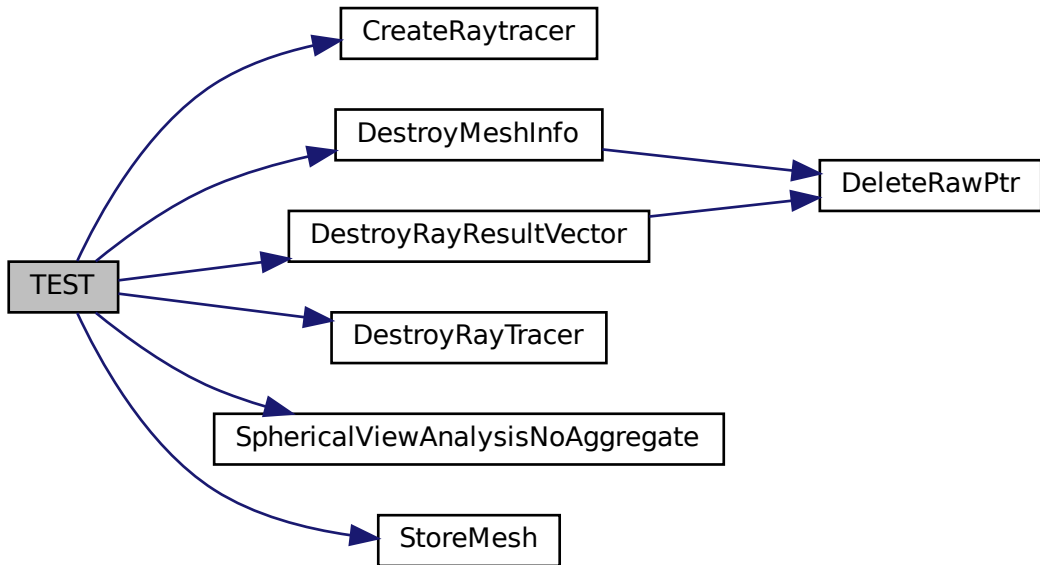 CreateRaytracer
DestroyMeshInfo
DeleteRawPtr
DestroyRayResultVector
TEST
DestroyRayTracer
SphericalViewAnalysisNoAggregate
StoreMesh